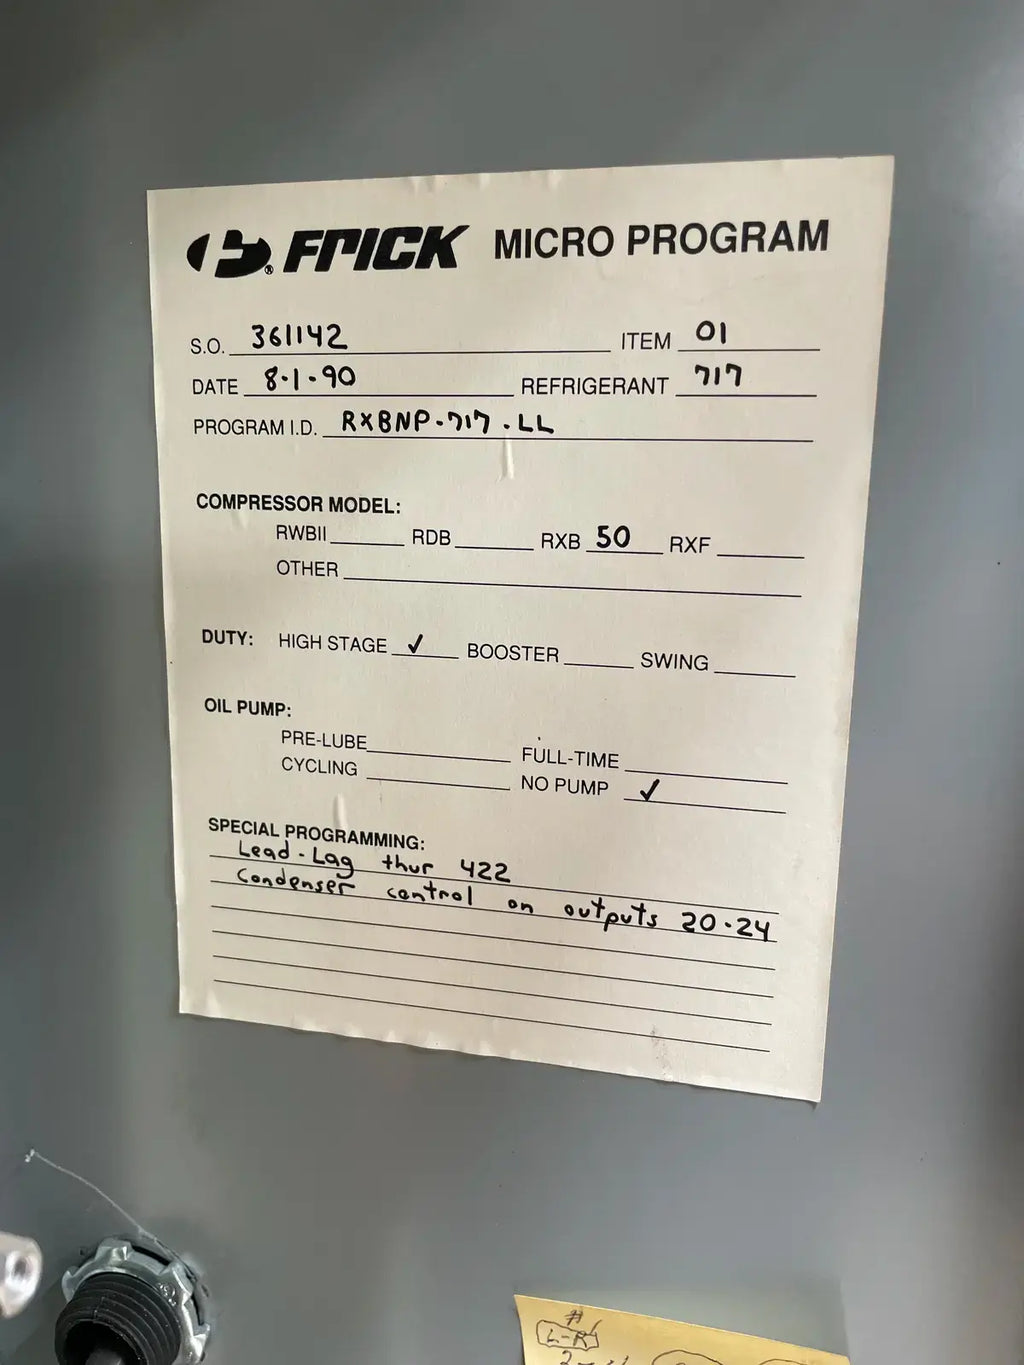 FRICK MICRO PROGRAM
S.O. 361142 ITEM 01
DATE 8-1-90 REFRIGERANT 717
PROGRAM I.D. RXBNP-717-LL
COMPRESSOR MODEL:
RWBII RDB RXB 50 RXF
OTHER
DUTY: HIGH STAGE ✓ BOOSTER SWING
OIL PUMP:
PRE-LUBE FULL-TIME
CYCLING NO PUMP ✓
SPECIAL PROGRAMMING:
Lead-Lag thur 422
Condenser control on outputs 20-24
#1
L-R